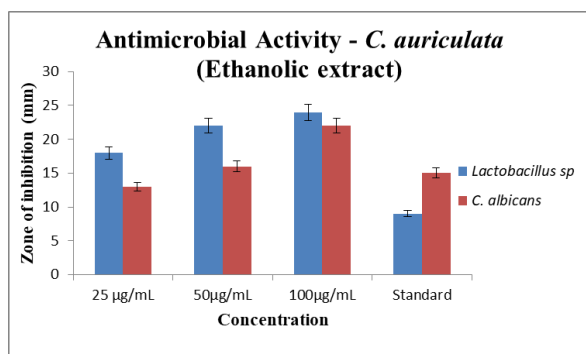 Antimicrobial Activity - C. auriculata
(Ethanolic extract)
Zone of inhibition (mm)
30
25
20
15
10
5
0
25 µg/mL 50µg/mL 100µg/mL Standard
Concentration
Lactobacillus sp
C. albicans